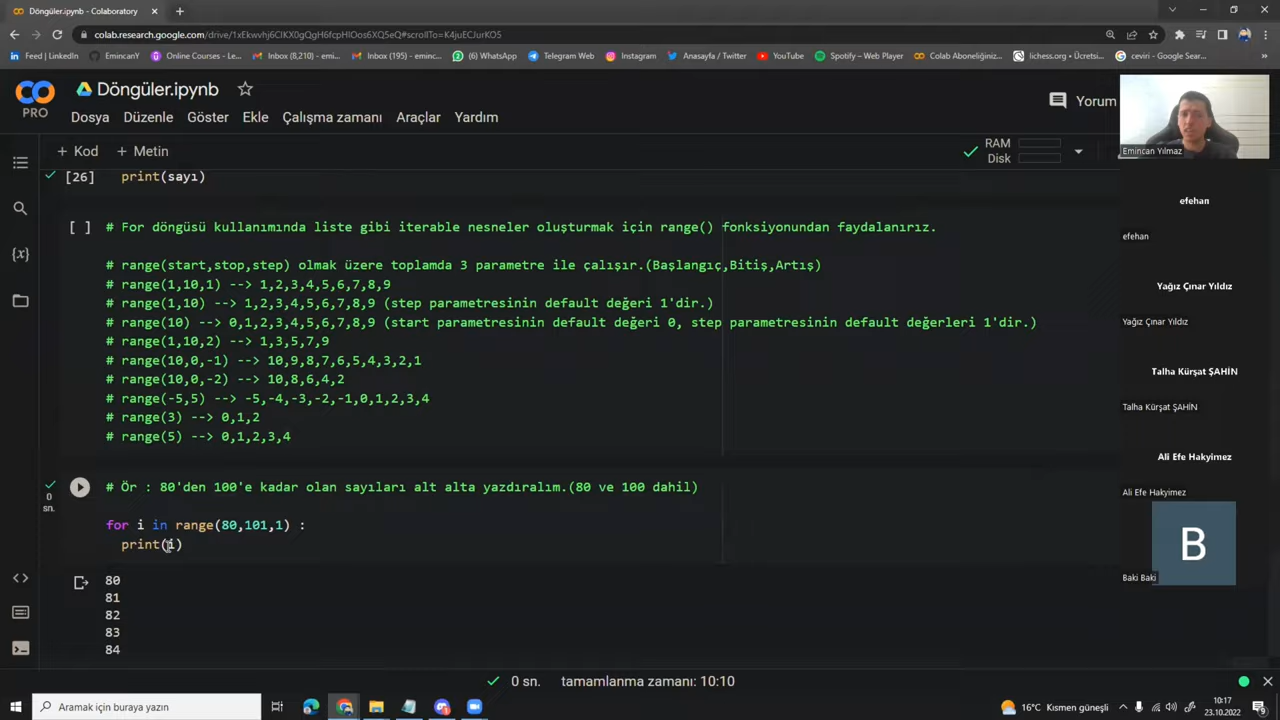 Döngüler.ipynb - Colaboratory
colab.research.google.com/drive/1xEkwvhj6ClKX0gQgH6fcpHIOos6XQSeQ#scrollTo=K4juECJurKO5
Feed | LinkedIn
EmincanY
Online Courses - Le...
Inbox (8,210) - emi...
Inbox (195) - eminc...
(6) WhatsApp
Telegram Web
Instagram
Anasayfa / Twitter
YouTube
Spotify – Web Player
Colab Aboneliğiniz...
lichess.org • Ücretsi...
ceviri - Google Sear...
PRO
Döngüler.ipynb
Dosya Düzenle Göster Ekle Çalışma zamanı Araçlar Yardım
Yorum
+ Kod + Metin
RAM
Disk
[26] print(sayı)
[ ] # For döngüsü kullanımında liste gibi iterable nesneler oluşturmak için range() fonksiyonundan faydalanırız.
# range(start,stop,step) olmak üzere toplamda 3 parametre ile çalışır.(Başlangıç,Bitiş,Artış)
# range(1,10,1) --> 1,2,3,4,5,6,7,8,9
# range(1,10) --> 1,2,3,4,5,6,7,8,9 (step parametresinin default değeri 1'dir.)
# range(10) --> 0,1,2,3,4,5,6,7,8,9 (start parametresinin default değeri 0, step parametresinin default değerleri 1'dir.)
# range(1,10,2) --> 1,3,5,7,9
# range(10,0,-1) --> 10,9,8,7,6,5,4,3,2,1
# range(10,0,-2) --> 10,8,6,4,2
# range(-5,5) --> -5,-4,-3,-2,-1,0,1,2,3,4
# range(3) --> 0,1,2
# range(5) --> 0,1,2,3,4
0
sn.
# Ör : 80'den 100'e kadar olan sayıları alt alta yazdıralım.(80 ve 100 dahil)
for i in range(80,101,1) :
print(i)
80
81
82
83
84
0 sn. tamamlanma zamanı: 10:10
Emincan Yılmaz
efehan
efehan
Yağız Çınar Yıldız
Yağız Çınar Yıldız
Talha Kürşat ŞAHİN
Talha Kürşat ŞAHİN
Ali Efe Hakyimez
Ali Efe Hakyimez
B
Baki Baki
Aramak için buraya yazın
16°C Kısmen güneşli
10:17
23.10.2022
9